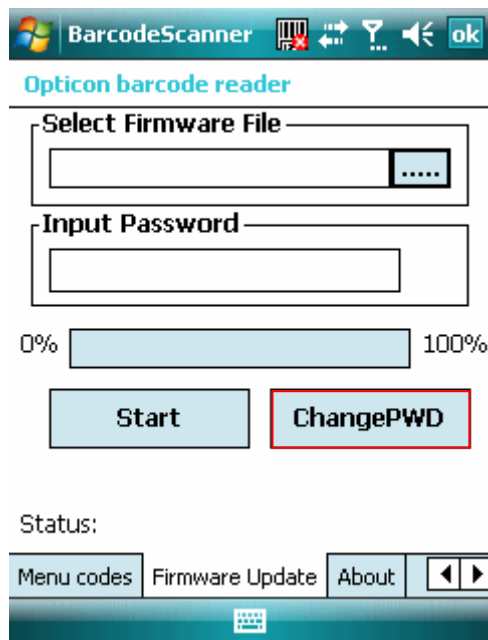 BarcodeScanner ok
Opticon barcode reader
Select Firmware File
.....
Input Password
0% 100%
Start ChangePWD
Status:
Menu codes Firmware Update About